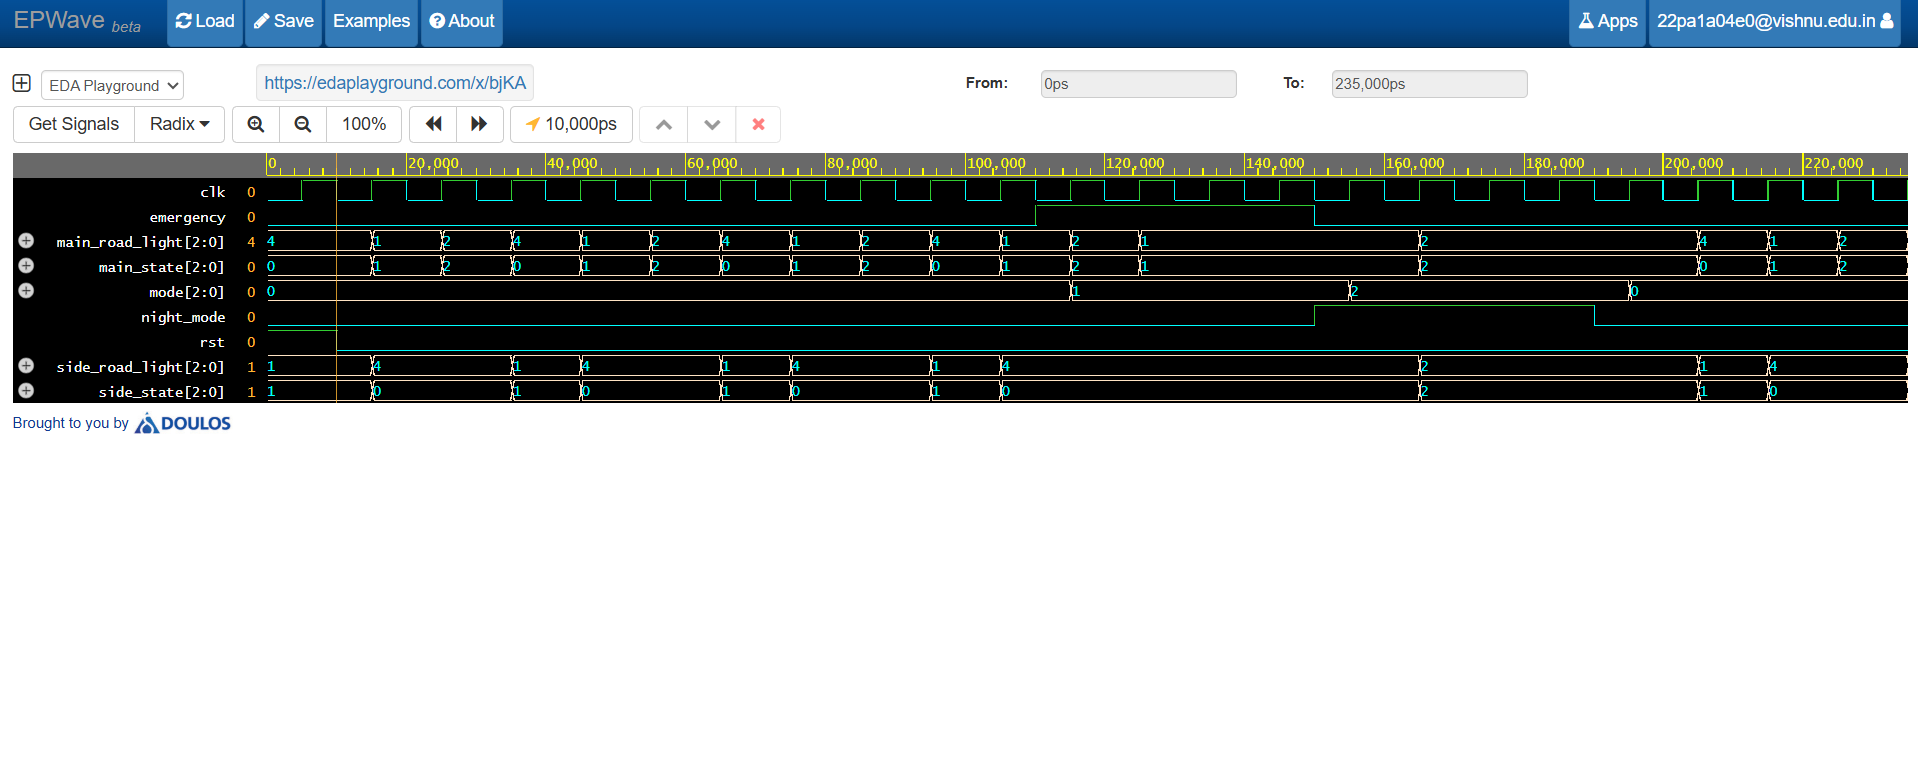 EPWave beta Load Save Examples About Apps 22pa1a04e0@vishnu.edu.in
EDA Playground https://edaplayground.com/x/bjKA From: 0ps To: 235,000ps
Get Signals Radix 100% 10,000ps
0 20,000 40,000 60,000 80,000 100,000 120,000 140,000 160,000 180,000 200,000 220,000
clk 0
emergency 0
main_road_light[2:0] 4 4 1 2 4 1 2 4 1 2 4 1 2 1 2 4 1 2
main_state[2:0] 0 0 1 2 0 1 2 0 1 2 0 1 2 1 2 0 1 2
mode[2:0] 0 0 1 2 0
night_mode 0
rst 0
side_road_light[2:0] 1 1 4 1 4 1 4 1 4 2 1 4
side_state[2:0] 1 1 0 1 0 1 0 1 0 2 1 0
Brought to you by DOULOS